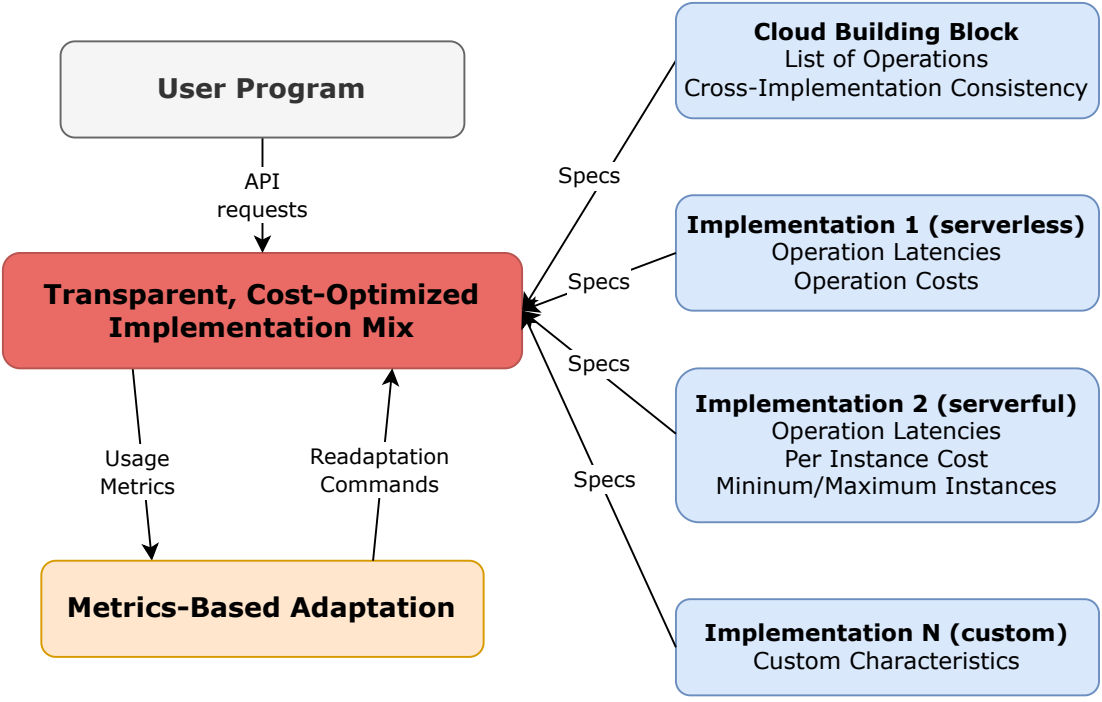 User Program
API
requests
Transparent, Cost-Optimized
Implementation Mix
Usage
Metrics
Readaptation
Commands
Metrics-Based Adaptation
Specs
Specs
Specs
Specs
Cloud Building Block
List of Operations
Cross-Implementation Consistency
Implementation 1 (serverless)
Operation Latencies
Operation Costs
Implementation 2 (serverful)
Operation Latencies
Per Instance Cost
Mininum/Maximum Instances
Implementation N (custom)
Custom Characteristics